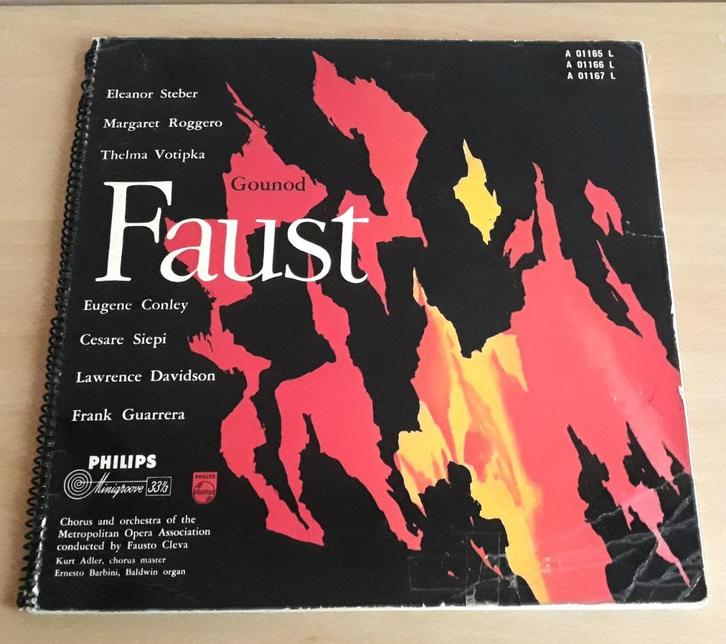 A 01165 L
A 01166 L
A 01167 L
Eleanor Steber
Margaret Roggero
Thelma Votipka
Gounod
Faust
Eugene Conley
Cesare Siepi
Lawrence Davidson
Frank Guarrera
PHILIPS
Minigroove 33⅓
PHILIPS
Chorus and orchestra of the
Metropolitan Opera Association
conducted by Fausto Cleva
Kurt Adler, chorus master
Ernesto Barbini, Baldwin organ